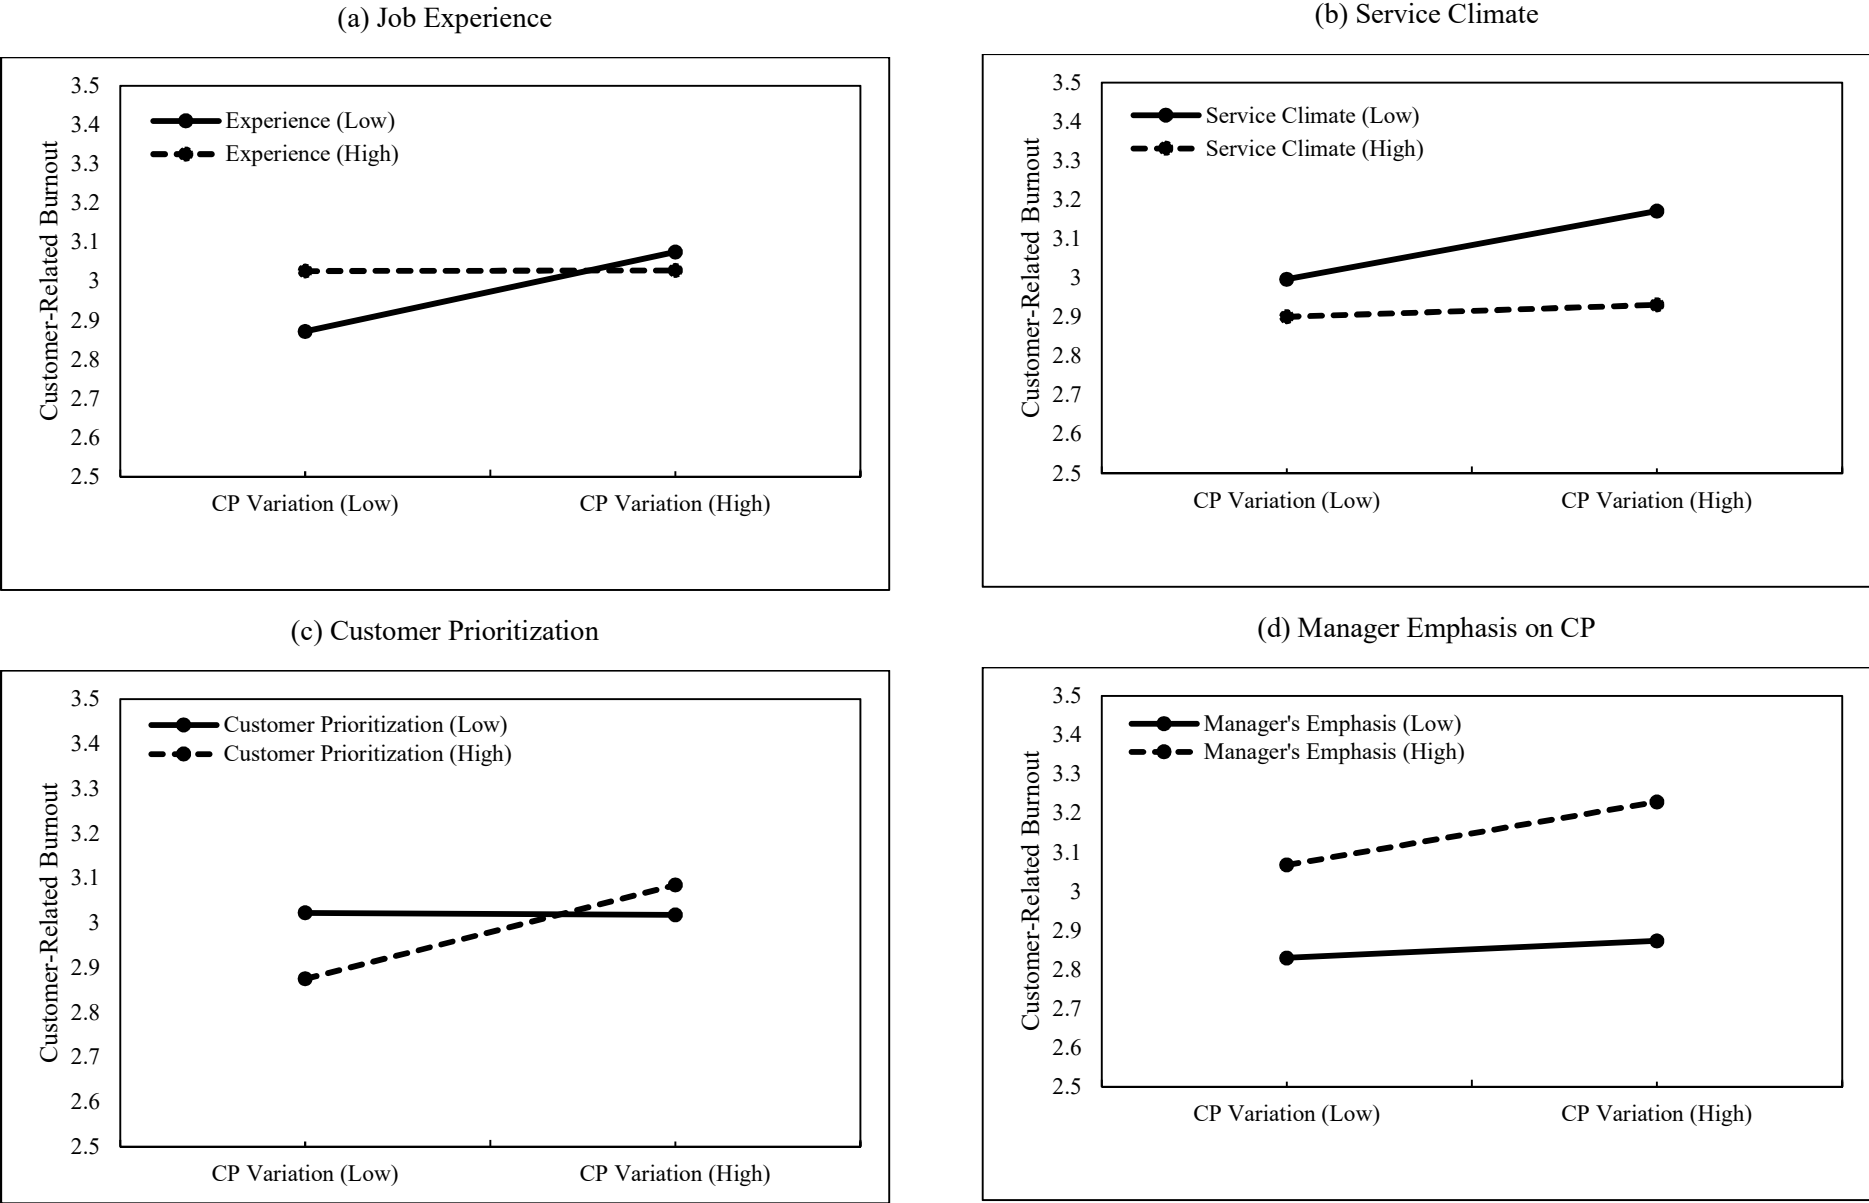 (a) Job Experience
Customer-Related Burnout
3.5
3.4
3.3
3.2
3.1
3
2.9
2.8
2.7
2.6
2.5
Experience (Low)
Experience (High)
CP Variation (Low)
CP Variation (High)
(b) Service Climate
Customer-Related Burnout
3.5
3.4
3.3
3.2
3.1
3
2.9
2.8
2.7
2.6
2.5
Service Climate (Low)
Service Climate (High)
CP Variation (Low)
CP Variation (High)
(c) Customer Prioritization
Customer-Related Burnout
3.5
3.4
3.3
3.2
3.1
3
2.9
2.8
2.7
2.6
2.5
Customer Prioritization (Low)
Customer Prioritization (High)
CP Variation (Low)
CP Variation (High)
(d) Manager Emphasis on CP
Customer-Related Burnout
3.5
3.4
3.3
3.2
3.1
3
2.9
2.8
2.7
2.6
2.5
Manager's Emphasis (Low)
Manager's Emphasis (High)
CP Variation (Low)
CP Variation (High)